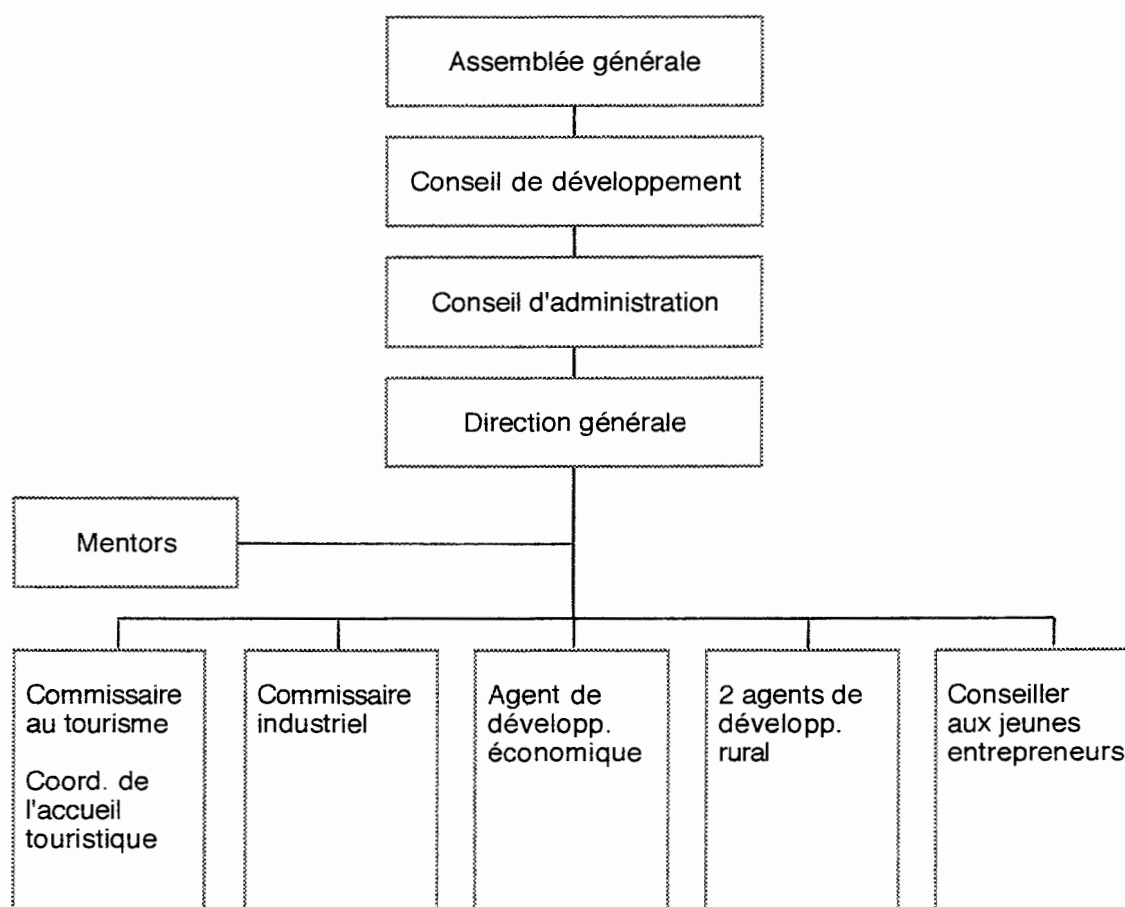 Assemblée générale
Conseil de développement
Conseil d'administration
Direction générale
Mentors
Commissaire
au tourisme
Coord. de
l'accueil
touristique
Commissaire
industriel
Agent de
développ.
économique
2 agents de
développ.
rural
Conseiller
aux jeunes
entrepreneurs